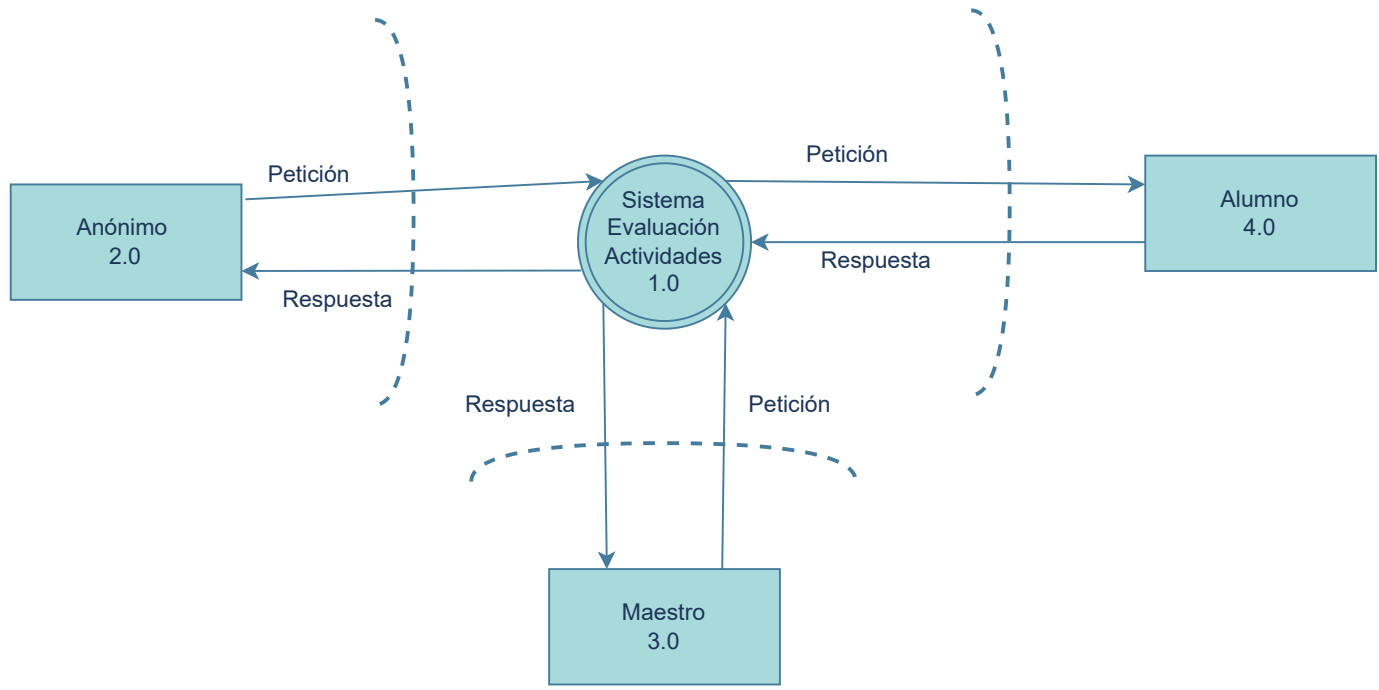 Petición
Anónimo
2.0
Respuesta
Sistema
Evaluación
Actividades
1.0
Petición
Respuesta
Alumno
4.0
Respuesta
Petición
Maestro
3.0